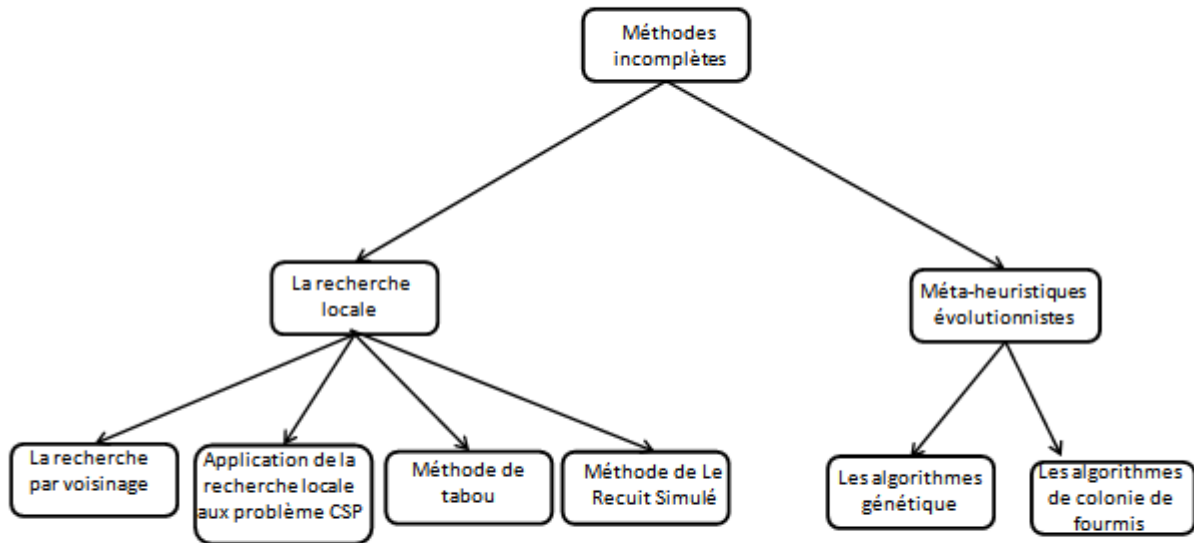 Méthodes
incomplètes
La recherche
locale
Méta-heuristiques
évolutionnistes
La recherche
par voisinage
Application de la
recherche locale
aux problème CSP
Méthode de
tabou
Méthode de Le
Recuit Simulé
Les algorithmes
génétique
Les algorithmes
de colonie de
fourmis